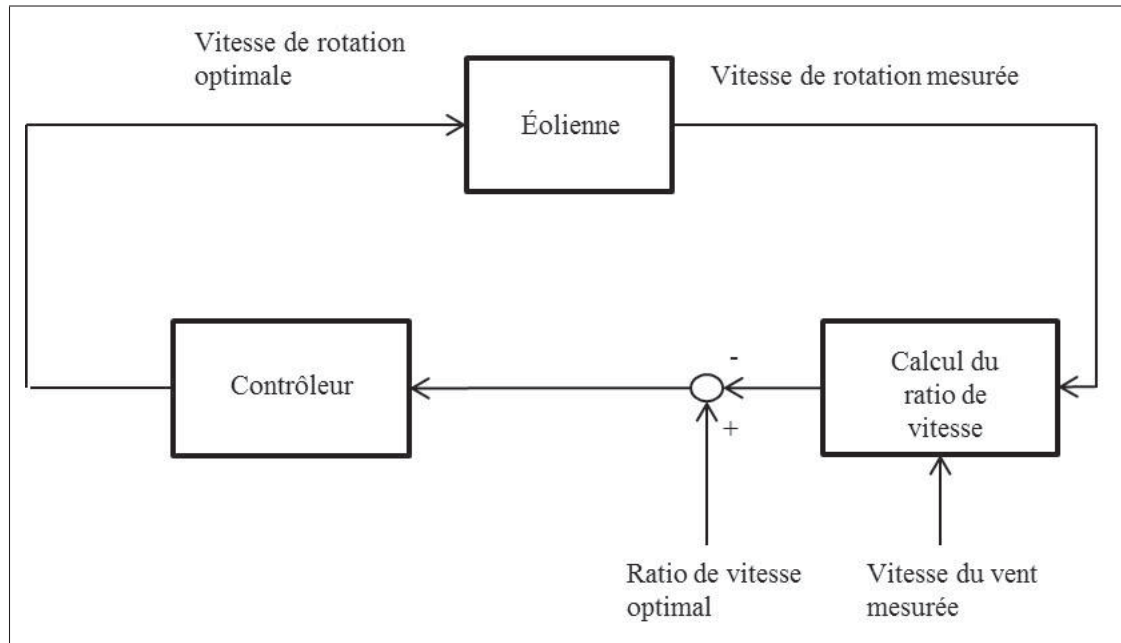 Vitesse de rotation
optimale
Éolienne
Vitesse de rotation mesurée
Contrôleur
-
+
Calcul du
ratio de
vitesse
Ratio de vitesse
optimal
Vitesse du vent
mesurée